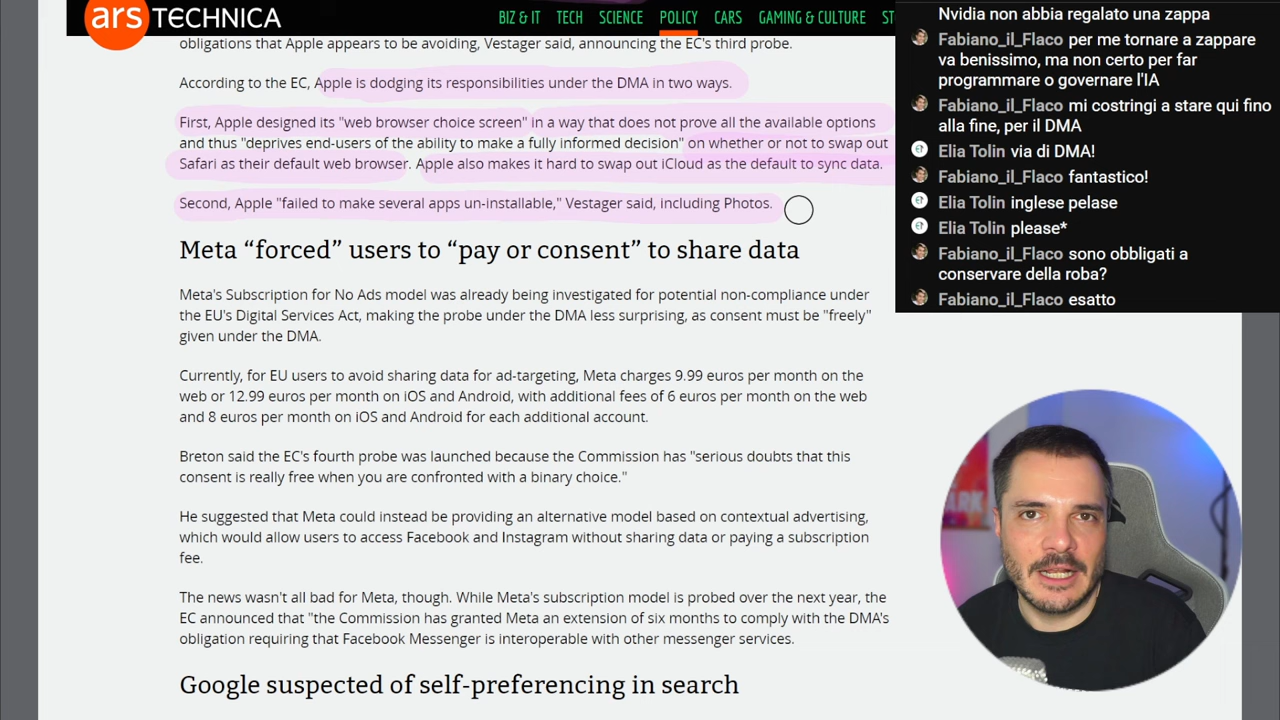 ars TECHNICA
BIZ & IT TECH SCIENCE POLICY CARS GAMING & CULTURE ST
obligations that Apple appears to be avoiding, Vestager said, announcing the EC's third probe.
According to the EC, Apple is dodging its responsibilities under the DMA in two ways.
First, Apple designed its "web browser choice screen" in a way that does not prove all the available options
and thus "deprives end-users of the ability to make a fully informed decision" on whether or not to swap out
Safari as their default web browser. Apple also makes it hard to swap out iCloud as the default to sync data.
Second, Apple "failed to make several apps un-installable," Vestager said, including Photos.
Meta “forced” users to “pay or consent” to share data
Meta's Subscription for No Ads model was already being investigated for potential non-compliance under
the EU's Digital Services Act, making the probe under the DMA less surprising, as consent must be "freely"
given under the DMA.
Currently, for EU users to avoid sharing data for ad-targeting, Meta charges 9.99 euros per month on the
web or 12.99 euros per month on iOS and Android, with additional fees of 6 euros per month on the web
and 8 euros per month on iOS and Android for each additional account.
Breton said the EC's fourth probe was launched because the Commission has "serious doubts that this
consent is really free when you are confronted with a binary choice."
He suggested that Meta could instead be providing an alternative model based on contextual advertising,
which would allow users to access Facebook and Instagram without sharing data or paying a subscription
fee.
The news wasn't all bad for Meta, though. While Meta's subscription model is probed over the next year, the
EC announced that "the Commission has granted Meta an extension of six months to comply with the DMA's
obligation requiring that Facebook Messenger is interoperable with other messenger services.
Google suspected of self-preferencing in search
Nvidia non abbia regalato una zappa
Fabiano_il_Flaco per me tornare a zappare
va benissimo, ma non certo per far
programmare o governare l'IA
Fabiano_il_Flaco mi costringi a stare qui fino
alla fine, per il DMA
Elia Tolin via di DMA!
Fabiano_il_Flaco fantastico!
Elia Tolin inglese pelase
Elia Tolin please*
Fabiano_il_Flaco sono obbligati a
conservare della roba?
Fabiano_il_Flaco esatto